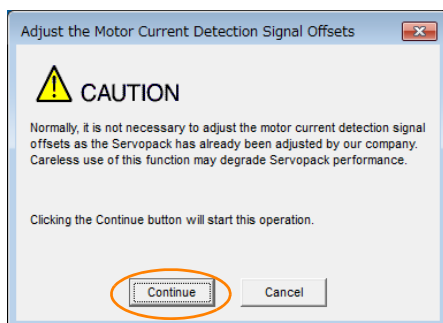 Adjust the Motor Current Detection Signal Offsets
CAUTION
Normally, it is not necessary to adjust the motor current detection signal
offsets as the Servopack has already been adjusted by our company.
Careless use of this function may degrade Servopack performance.
Clicking the Continue button will start this operation.
Continue
Cancel